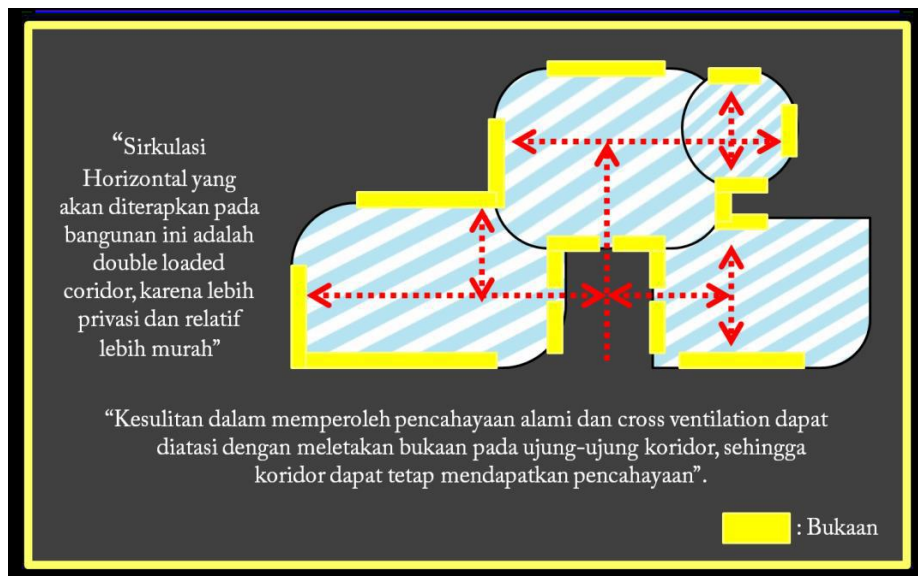 “Sirkulasi
Horizontal yang
akan diterapkan pada
bangunan ini adalah
double loaded
coridor, karena lebih
privasi dan relatif
lebih murah”
“Kesulitan dalam memperoleh pencahayaan alami dan cross ventilation dapat
diatasi dengan meletakan bukaan pada ujung-ujung koridor, sehingga
koridor dapat tetap mendapatkan pencahayaan”.
: Bukaan